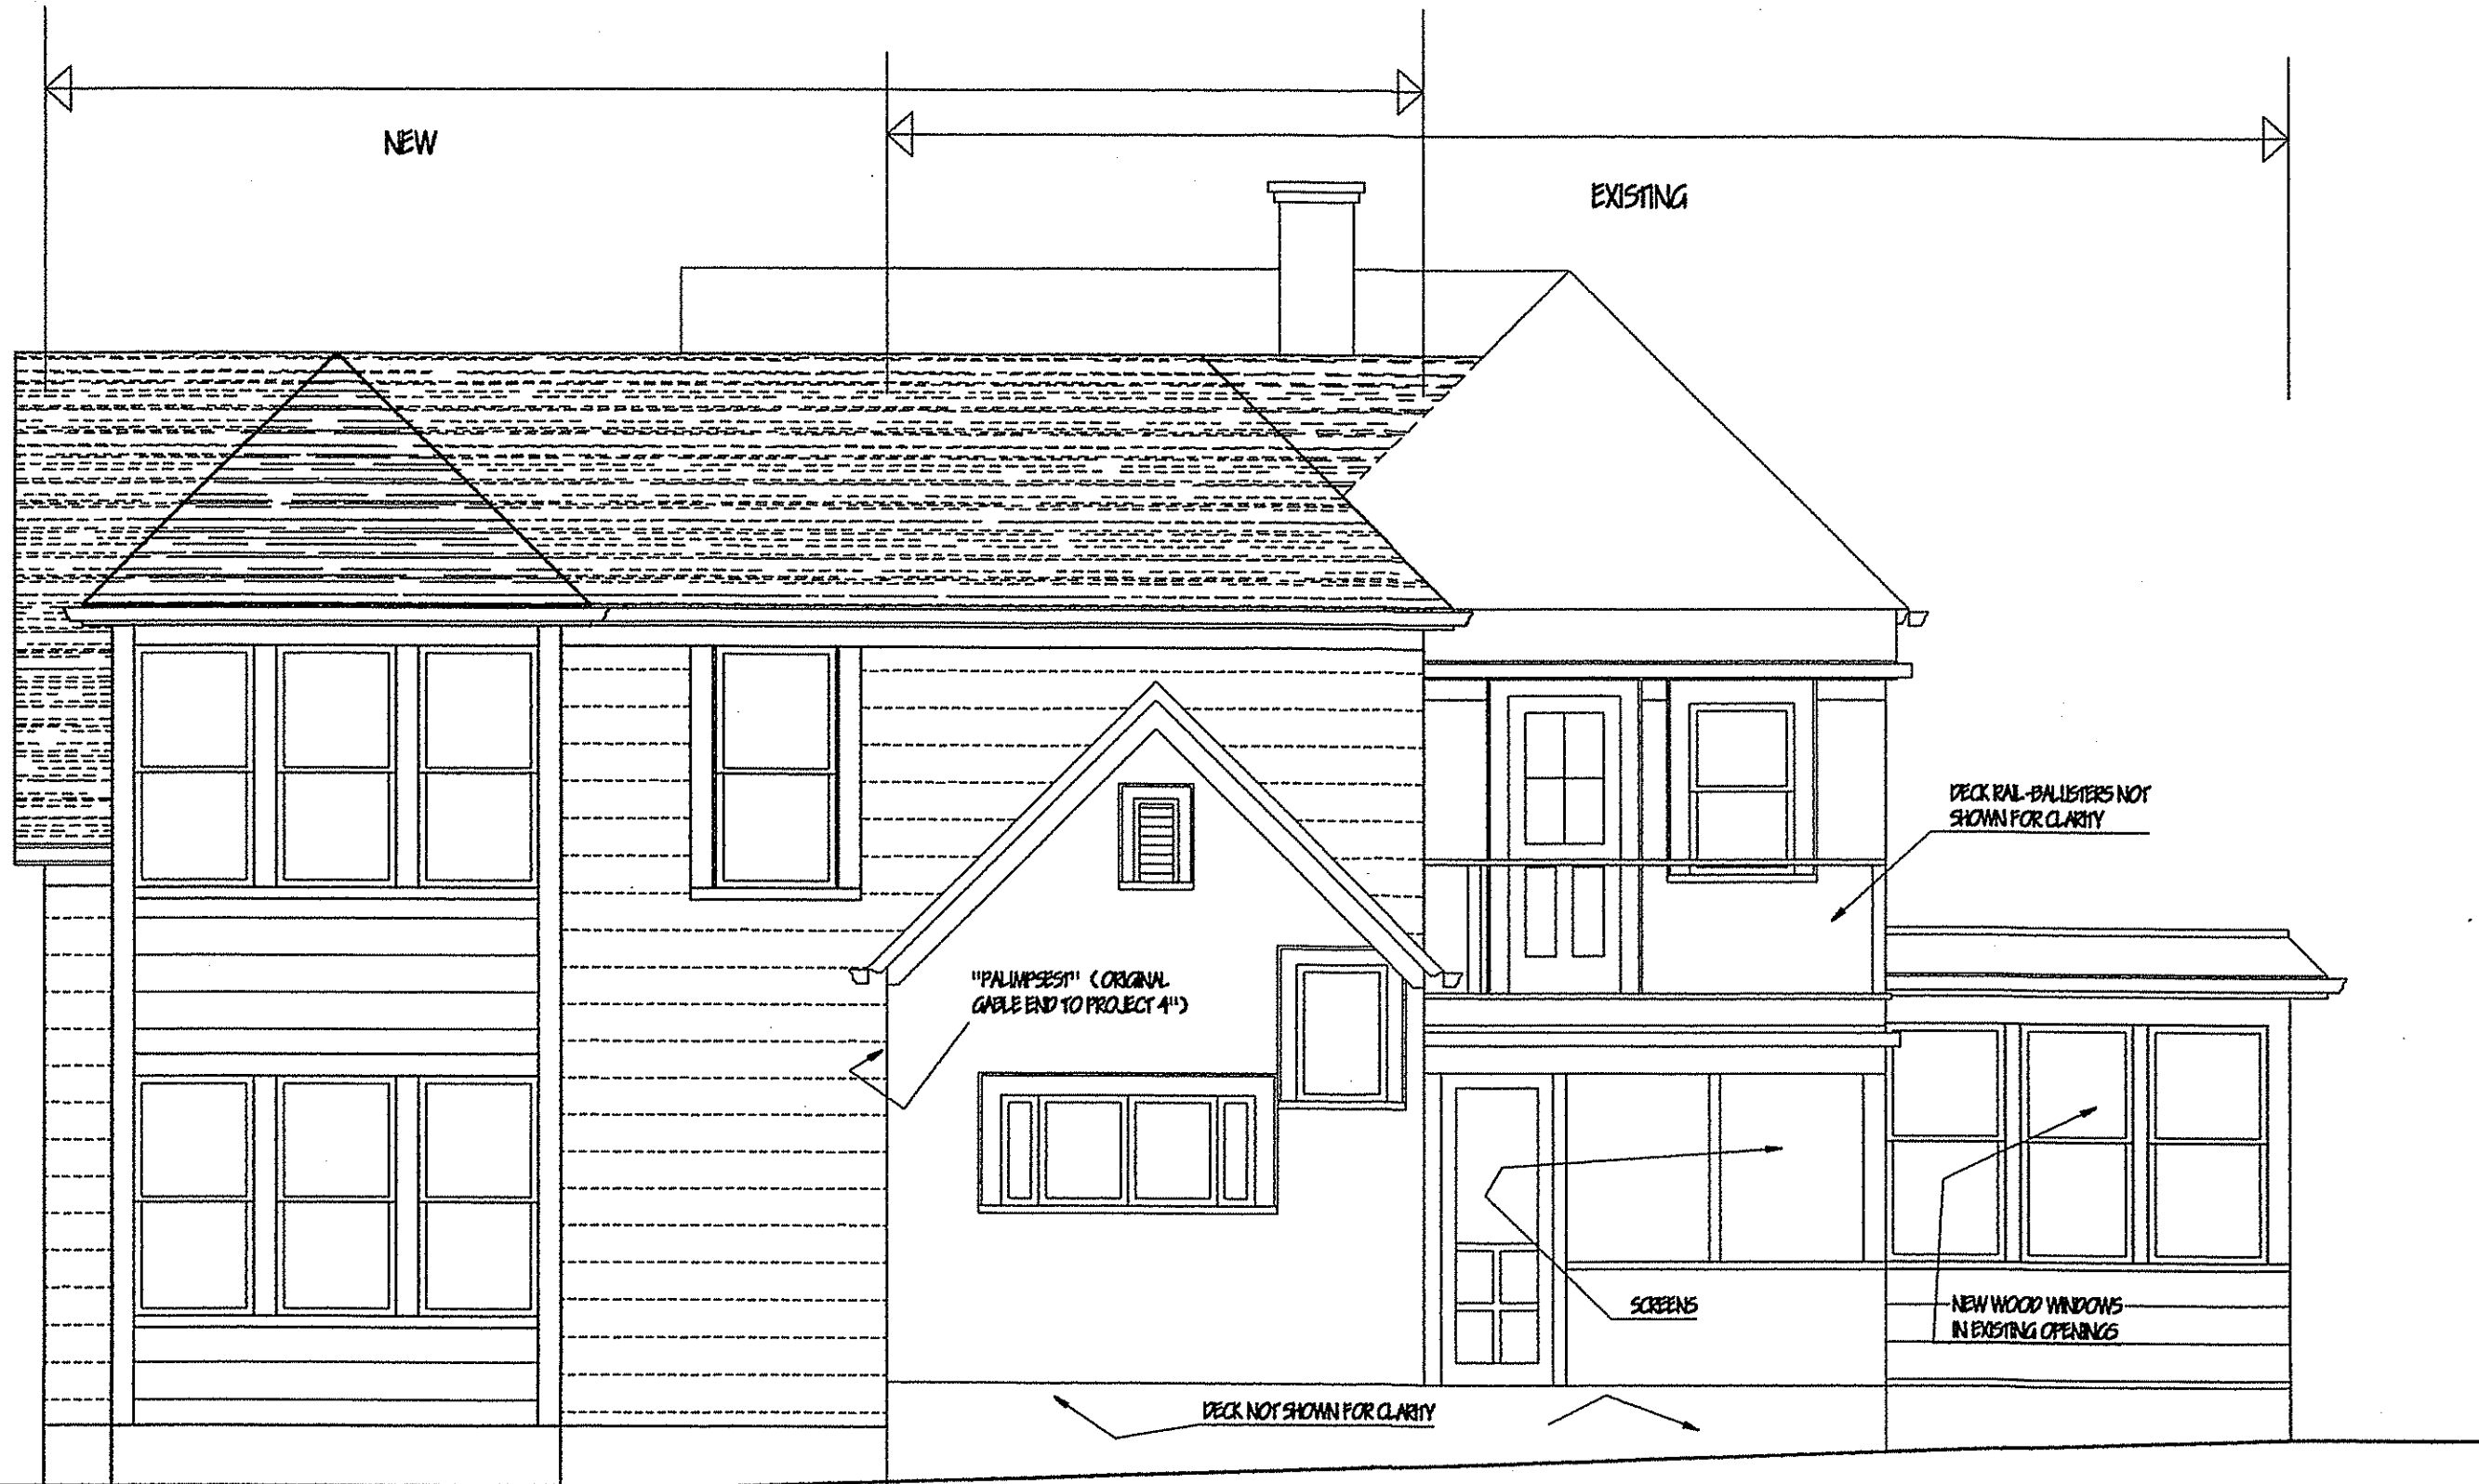 NEW
EXISTING
DECK RAIL-BALUSTERS NOT
SHOWN FOR CLARITY
"PALIMPSEST" (ORIGINAL
GABLE END TO PROJECT 4")
SCREENS
NEW WOOD WINDOWS
IN EXISTING OPENINGS
DECK NOT SHOWN FOR CLARITY